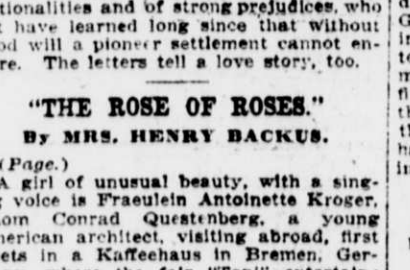 tionalities and of strong prejudices, who
have learned long since that without
od will a pioneer settlement cannot en-
re. The letters tell a love story, too.
"THE ROSE OF ROSES."
By MRS. HENRY BACKUS.
(Page.)
A girl of unusual beauty, with a sing-
voice is Fraeulein Antoinette Kroger,
om Conrad Questenberg, a young
merican architect, visiting abroad, first
ets in a Kaffeehaus in Bremen, Ger-